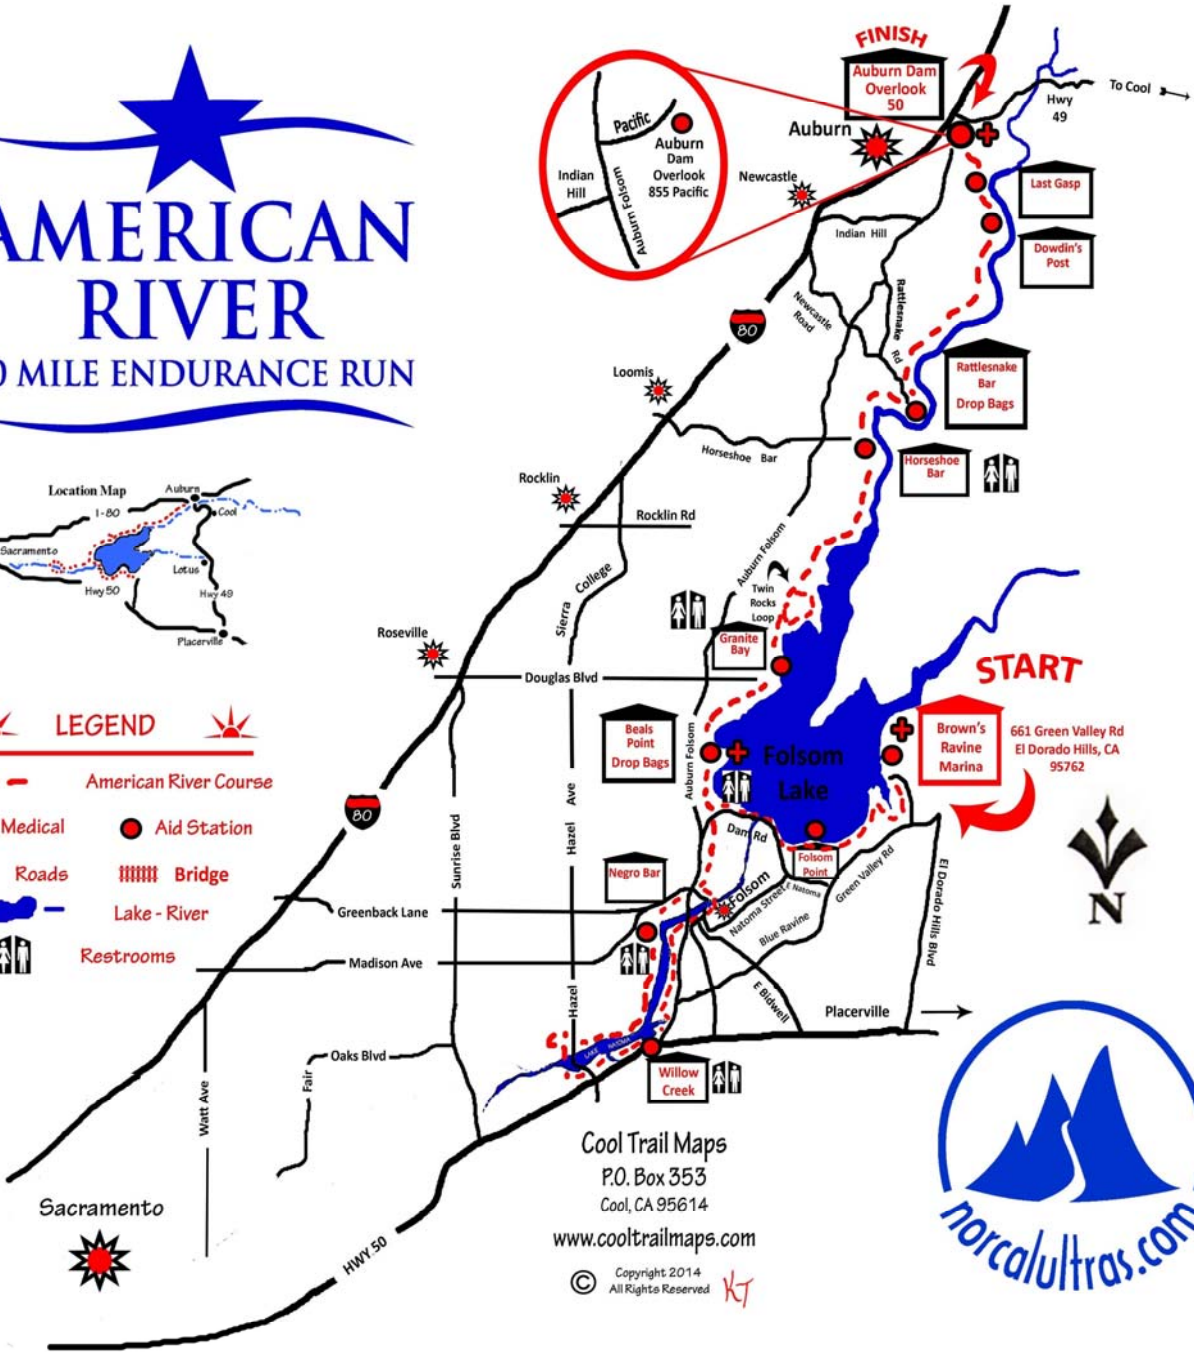 AMERICAN
RIVER
0 MILE ENDURANCE RUN
FINISH
Auburn Dam
Overlook
50
Auburn
To Cool
Hwy
49
Pacific
Auburn
Dam
Overlook
855 Pacific
Indian
Hill
Auburn Folsom
Newcastle
Last Gasp
Dowdin's
Post
Indian Hill
Newcastle
Road
Rattlesnake Rd
80
Rattlesnake
Bar
Drop Bags
Loomis
Horseshoe Bar
Horseshoe
Bar
Rocklin
Rocklin Rd
Location Map
Auburn
I-80
Cool
Sacramento
Lotus
Hwy 50
Hwy 49
Placerville
Auburn Folsom
Twin
Rocks
Loop
Sierra College
Granite
Bay
Roseville
Douglas Blvd
START
Brown's
Ravine
Marina
661 Green Valley Rd
El Dorado Hills, CA
95762
Beals
Point
Drop Bags
Auburn Folsom
Folsom
Lake
LEGEND
American River Course
Medical
Aid Station
Roads
Bridge
Lake - River
Restrooms
80
Sunrise Blvd
Hazel Ave
Hazel
Dam Rd
Folsom
Point
Negro Bar
Folsom
E Natoma
Natoma Street
Green Valley Rd
Blue Ravine
El Dorado Hills Blvd
N
Greenback Lane
Madison Ave
E Bidwell
Placerville
LAKE NATOMA
Oaks Blvd
Fair
Watt Ave
Willow
Creek
Sacramento
HWY 50
Cool Trail Maps
P.O. Box 353
Cool, CA 95614
www.cooltrailmaps.com
© Copyright 2014
All Rights Reserved
KT
norcalultras.com